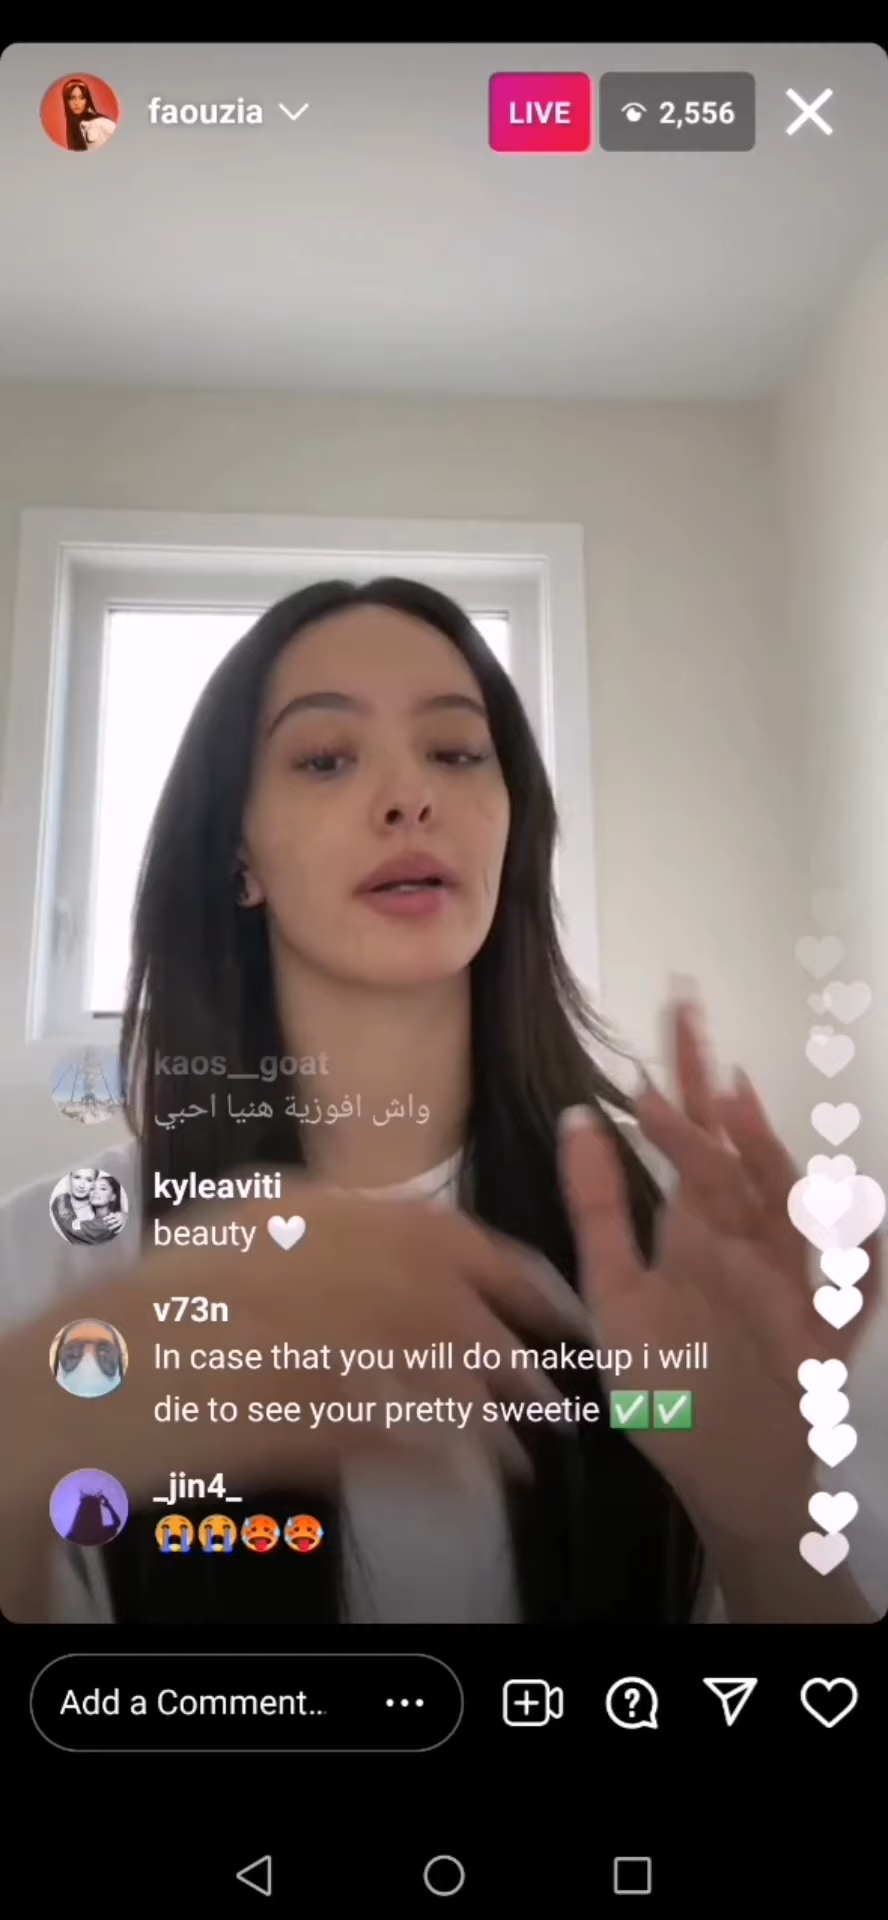 faouzia
LIVE
2,556
kaos__goat
واش افوزية هنيا احبي
kyleaviti
beauty 🤍
v73n
In case that you will do makeup i will
die to see your pretty sweetie ✅✅
_jin4_
😭😭🥵🥵
Add a Comment...